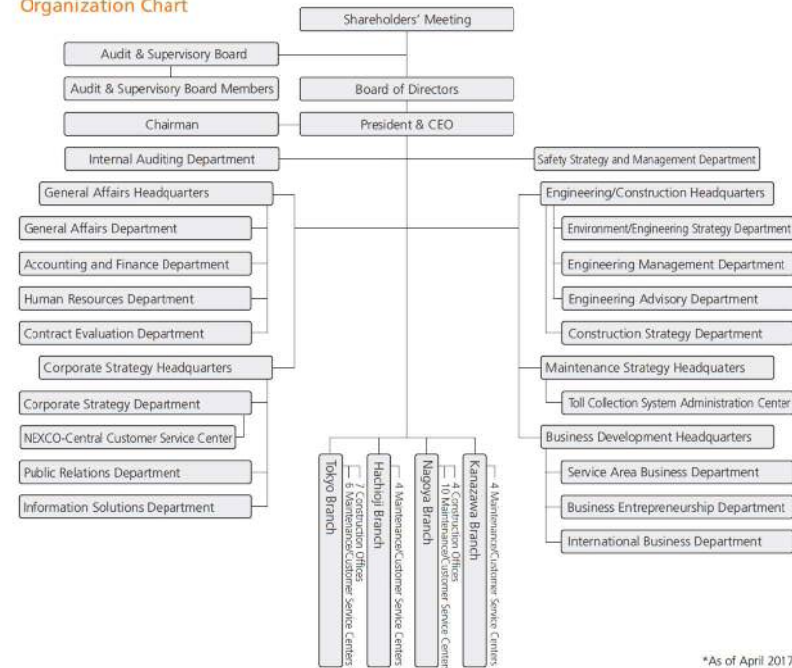 Organization Chart
Shareholders' Meeting
Audit & Supervisory Board
Audit & Supervisory Board Members
Board of Directors
Chairman
President & CEO
Internal Auditing Department
Safety Strategy and Management Department
General Affairs Headquarters
General Affairs Department
Accounting and Finance Department
Human Resources Department
Contract Evaluation Department
Corporate Strategy Headquarters
Corporate Strategy Department
NEXCO-Central Customer Service Center
Public Relations Department
Information Solutions Department
Engineering/Construction Headquarters
Environment/Engineering Strategy Department
Engineering Management Department
Engineering Advisory Department
Construction Strategy Department
Maintenance Strategy Headquaters
Toll Collection System Administration Center
Business Development Headquarters
Service Area Business Department
Business Entrepreneurship Department
International Business Department
Tokyo Branch
7 Construction Offices
6 Maintenance/Customer Service Centers
Hachioji Branch
4 Maintenance/Customer Service Centers
Nagoya Branch
4 Construction Offices
10 Maintenance/Customer Service Center
Kanazawa Branch
4 Maintenance/Customer Service Centers
*As of April 2017